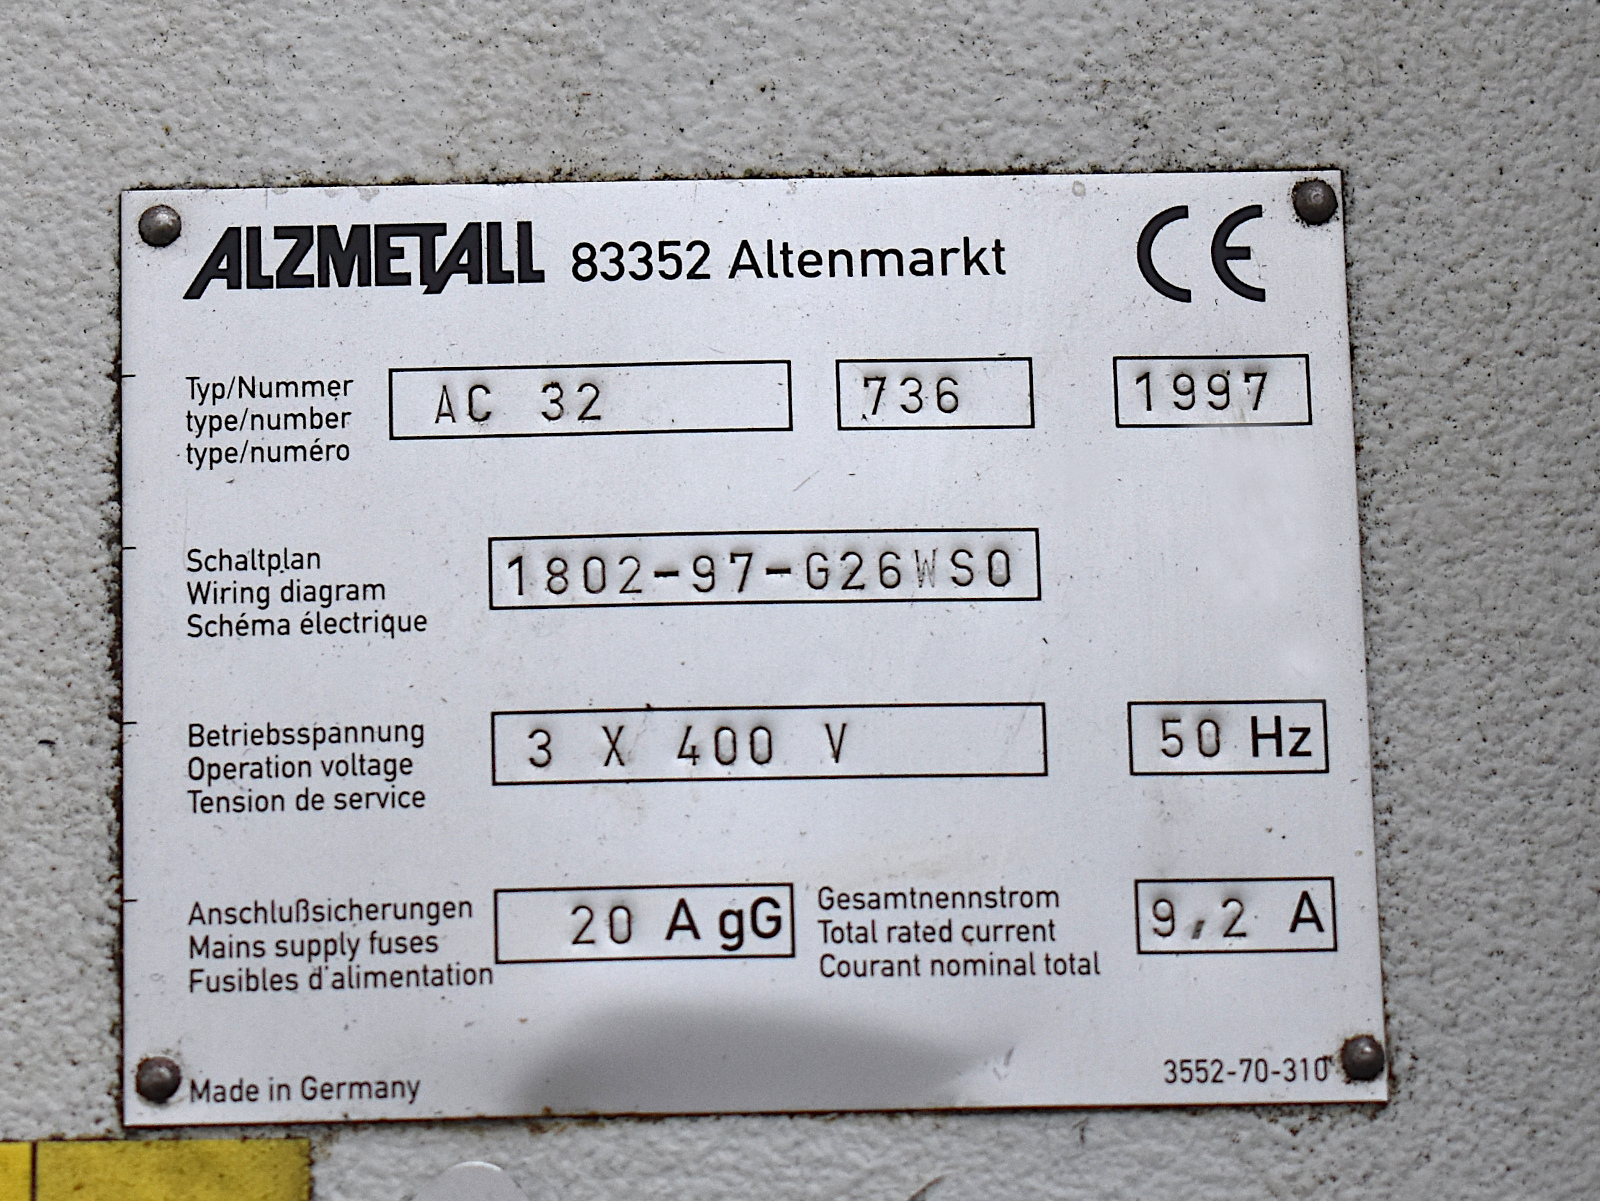 ALZMETALL 83352 Altenmarkt CE
Typ/Nummer
type/number
type/numéro
AC 32 736 1997
Schaltplan
Wiring diagram
Schéma électrique
1802-97-G26WSO
Betriebsspannung
Operation voltage
Tension de service
3 X 400 V 50 Hz
Anschlußsicherungen
Mains supply fuses
Fusibles d'alimentation
20 A gG
Gesamtnennstrom
Total rated current
Courant nominal total
9,2 A
Made in Germany
3552-70-310